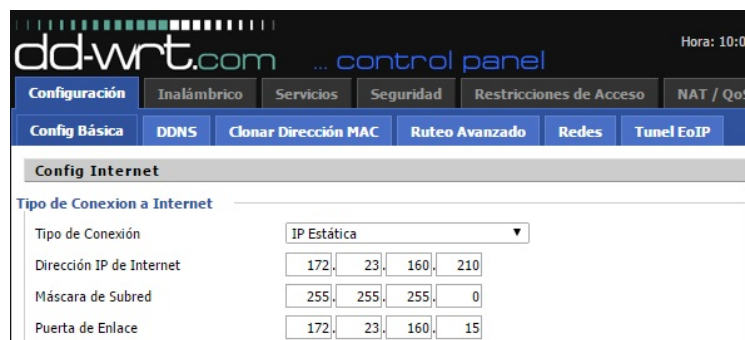 dd-wrt.com ... control panel
Hora: 10:0
Configuración Inalámbrico Servicios Seguridad Restricciones de Acceso NAT / QoS
Config Básica DDNS Clonar Dirección MAC Ruteo Avanzado Redes Tunel EoIP
Config Internet
Tipo de Conexion a Internet
Tipo de Conexión IP Estática
Dirección IP de Internet 172. 23. 160. 210
Máscara de Subred 255. 255. 255. 0
Puerta de Enlace 172. 23. 160. 15